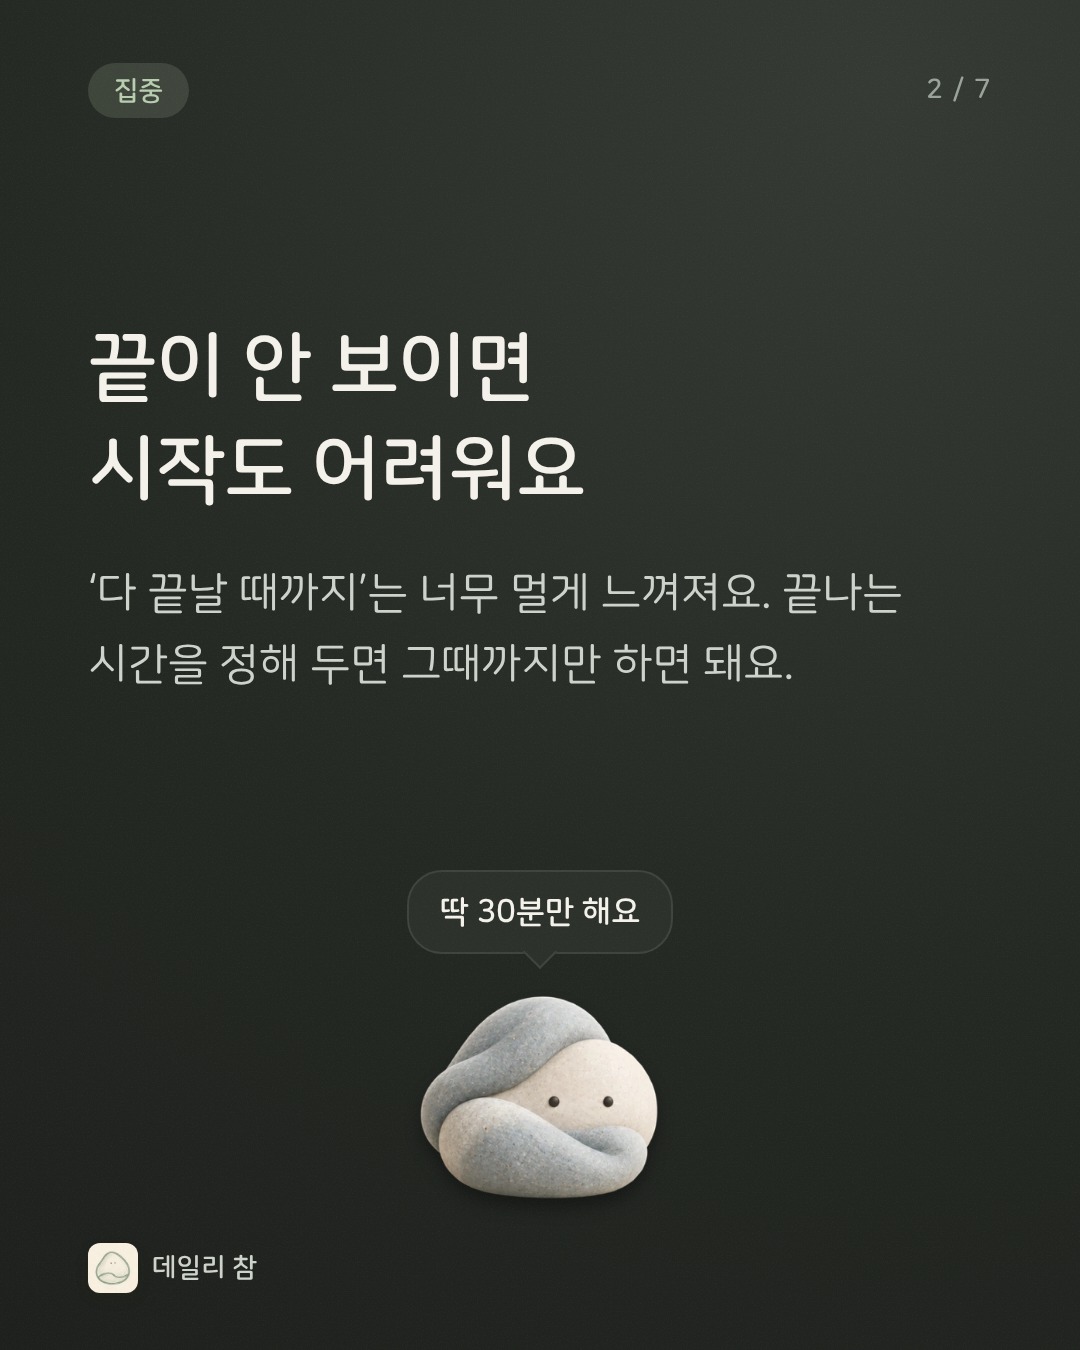 집중
2 / 7
끝이 안 보이면
시작도 어려워요
‘다 끝날 때까지’는 너무 멀게 느껴져요. 끝나는
시간을 정해 두면 그때까지만 하면 돼요.
딱 30분만 해요
데일리 참